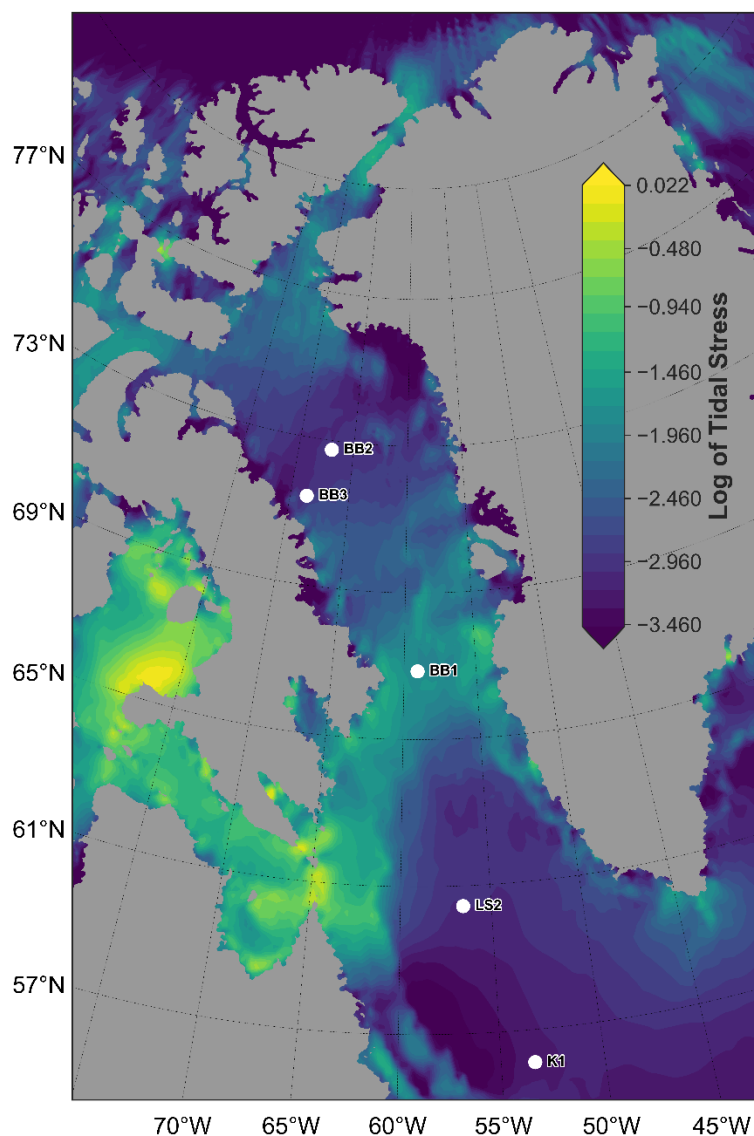 77°N
73°N
69°N
65°N
61°N
57°N
70°W
65°W
60°W
55°W
50°W
45°W
BB2
BB3
BB1
LS2
K1
0.022
−0.480
−0.940
−1.460
−1.960
−2.460
−2.960
−3.460
Log of Tidal Stress